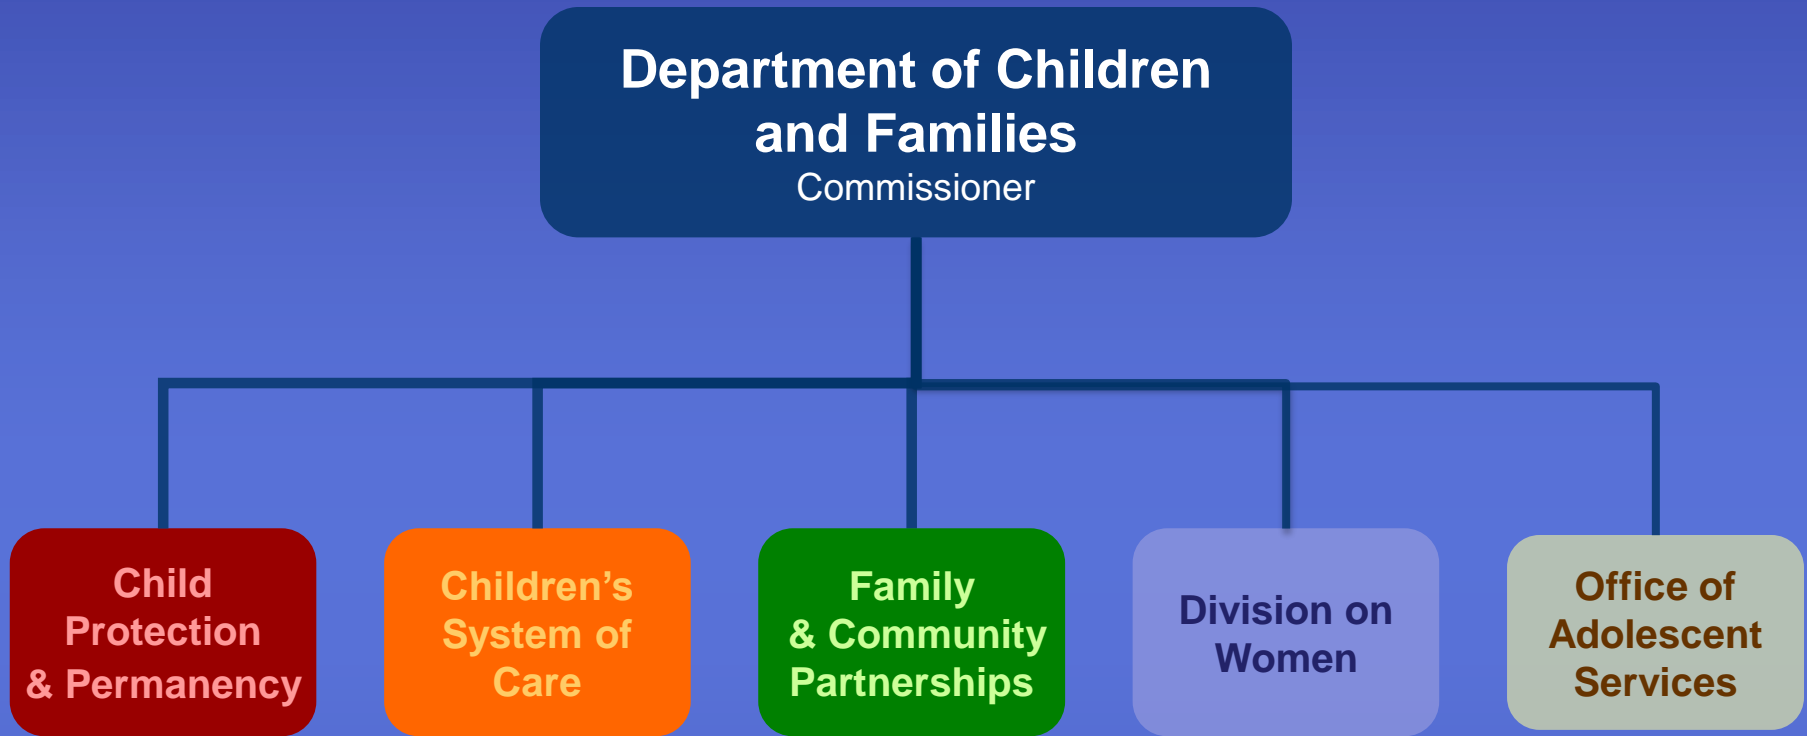 Department of Children
and Families
Commissioner
Child
Protection
& Permanency
Children’s
System of
Care
Family
& Community
Partnerships
Division on
Women
Office of
Adolescent
Services